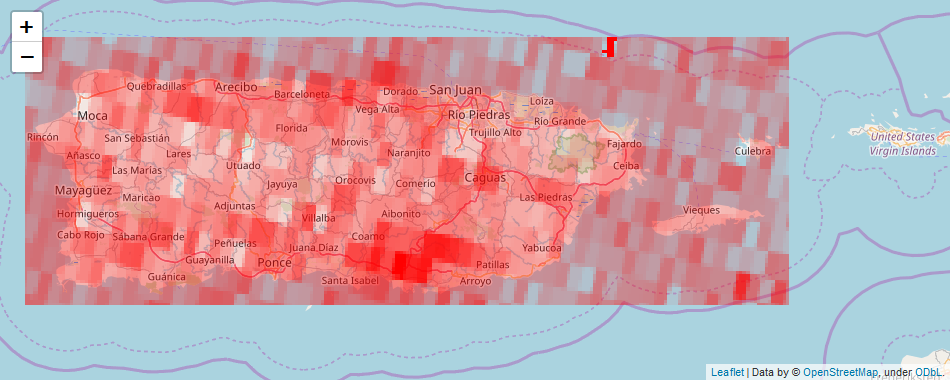 +
−
Quebradillas
Arecibo
Barceloneta
Dorado
San Juan
Vega Alta
Loíza
Moca
Río Piedras
Río Grande
Florida
Trujillo Alto
Rincón
San Sebastián
Morovis
Fajardo
United States
Virgin Islands
Añasco
Lares
Naranjito
Culebra
Las Marías
Utuado
Ceiba
Mayagüez
Jayuya
Orocovis
Comerío
Caguas
Maricao
Las Piedras
Hormigueros
Adjuntas
Villalba
Aibonito
Vieques
Cabo Rojo
Sábana Grande
Peñuelas
Coamo
Juana Díaz
Yabucoa
Guayanilla
Ponce
Patillas
Guánica
Santa Isabel
Arroyo
Frederiksted
Leaflet | Data by © OpenStreetMap, under ODbL.